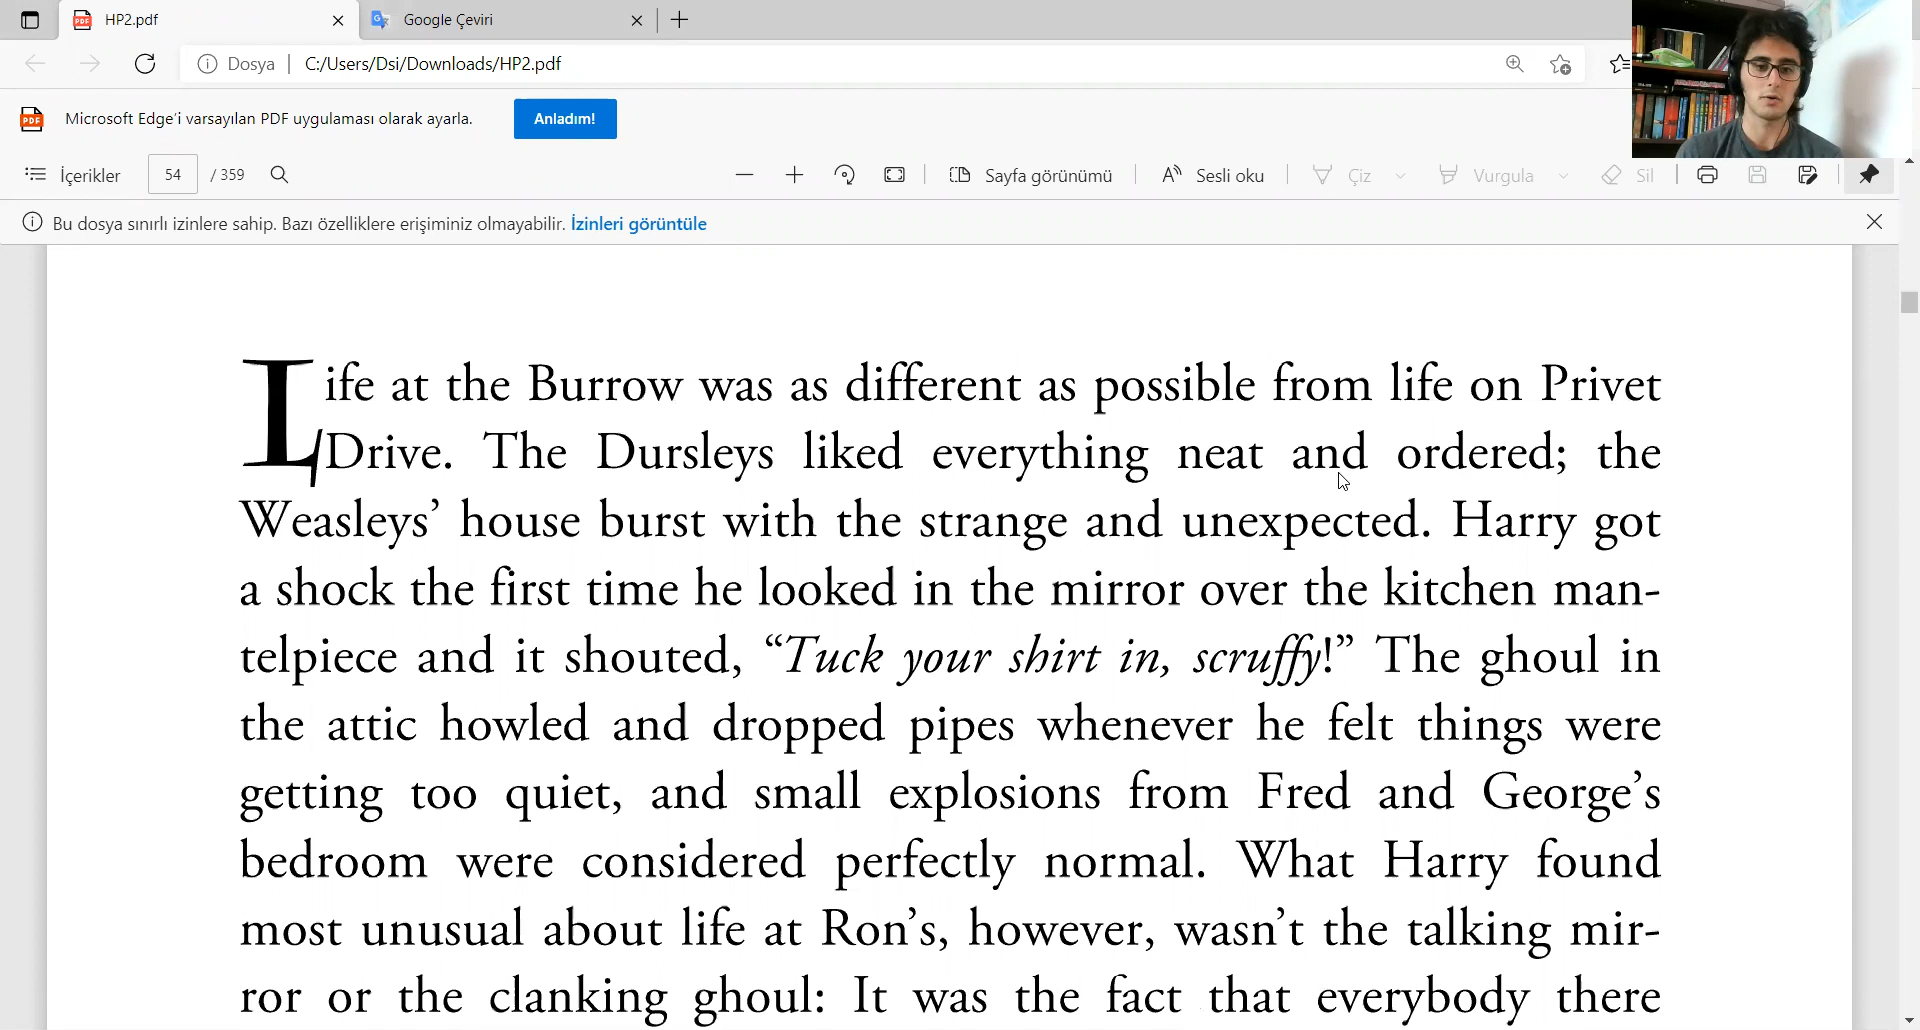 HP2.pdf
Google Çeviri
Dosya
C:/Users/Dsi/Downloads/HP2.pdf
Microsoft Edge'i varsayılan PDF uygulaması olarak ayarla.
Anladım!
İçerikler
54 / 359
Sayfa görünümü
Sesli oku
Çiz
Vurgula
Sil
Bu dosya sınırlı izinlere sahip. Bazı özelliklere erişiminiz olmayabilir. İzinleri görüntüle
Life at the Burrow was as different as possible from life on Privet
Drive. The Dursleys liked everything neat and ordered; the
Weasleys’ house burst with the strange and unexpected. Harry got
a shock the first time he looked in the mirror over the kitchen man-
telpiece and it shouted, “Tuck your shirt in, scruffy!” The ghoul in
the attic howled and dropped pipes whenever he felt things were
getting too quiet, and small explosions from Fred and George’s
bedroom were considered perfectly normal. What Harry found
most unusual about life at Ron’s, however, wasn’t the talking mir-
ror or the clanking ghoul: It was the fact that everybody there